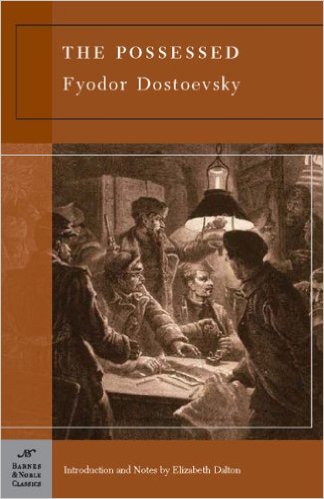 THE POSSESSED
Fyodor Dostoevsky
BARNES
& NOBLE
CLASSICS
Introduction and Notes by Elizabeth Dalton